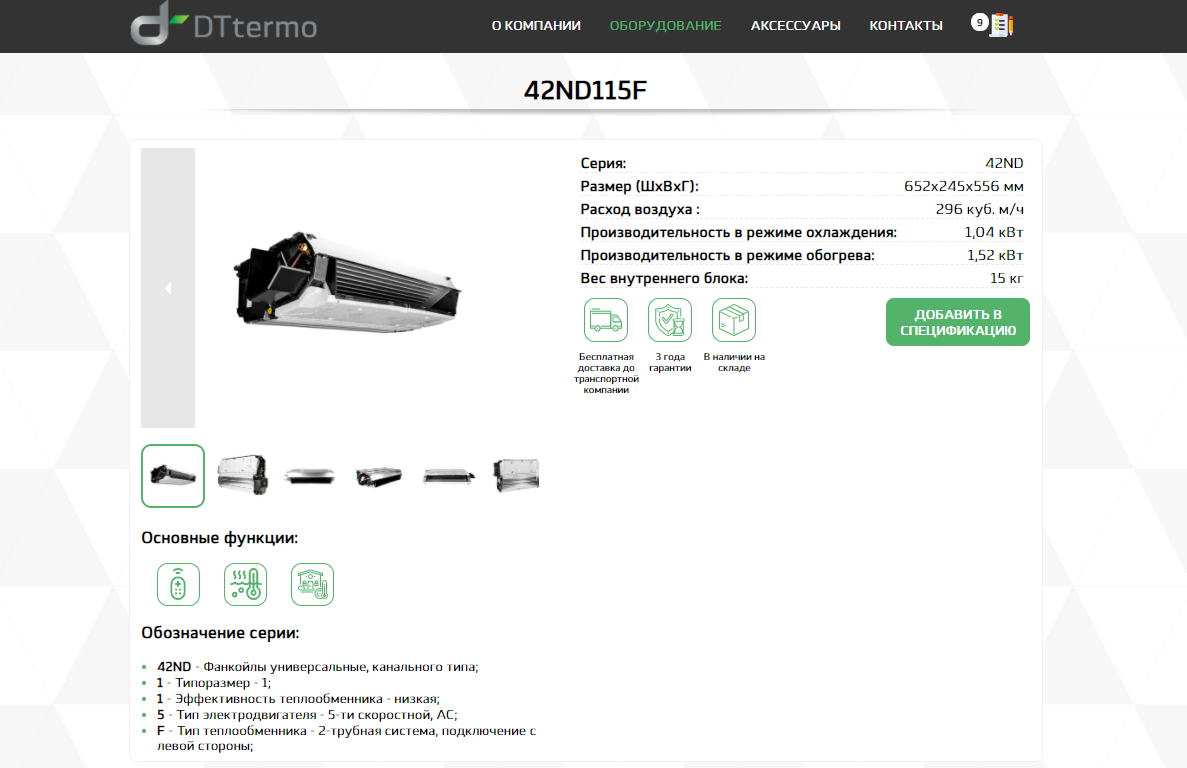 DTtermo
О КОМПАНИИ ОБОРУДОВАНИЕ АКСЕССУАРЫ КОНТАКТЫ 9
42ND115F
Серия: 42ND
Размер (ШхВхГ): 652x245x556 мм
Расход воздуха : 296 куб. м/ч
Производительность в режиме охлаждения: 1,04 кВт
Производительность в режиме обогрева: 1,52 кВт
Вес внутреннего блока: 15 кг
Бесплатная
доставка до
транспортной
компании
3 года
гарантии
В наличии на
складе
ДОБАВИТЬ В
СПЕЦИФИКАЦИЮ
Основные функции:
Обозначение серии:
42ND - Фанкойлы универсальные, канального типа;
1 - Типоразмер - 1;
1 - Эффективность теплообменника - низкая;
5 - Тип электродвигателя - 5-ти скоростной, AC;
F - Тип теплообменника - 2-трубная система, подключение с
левой стороны;